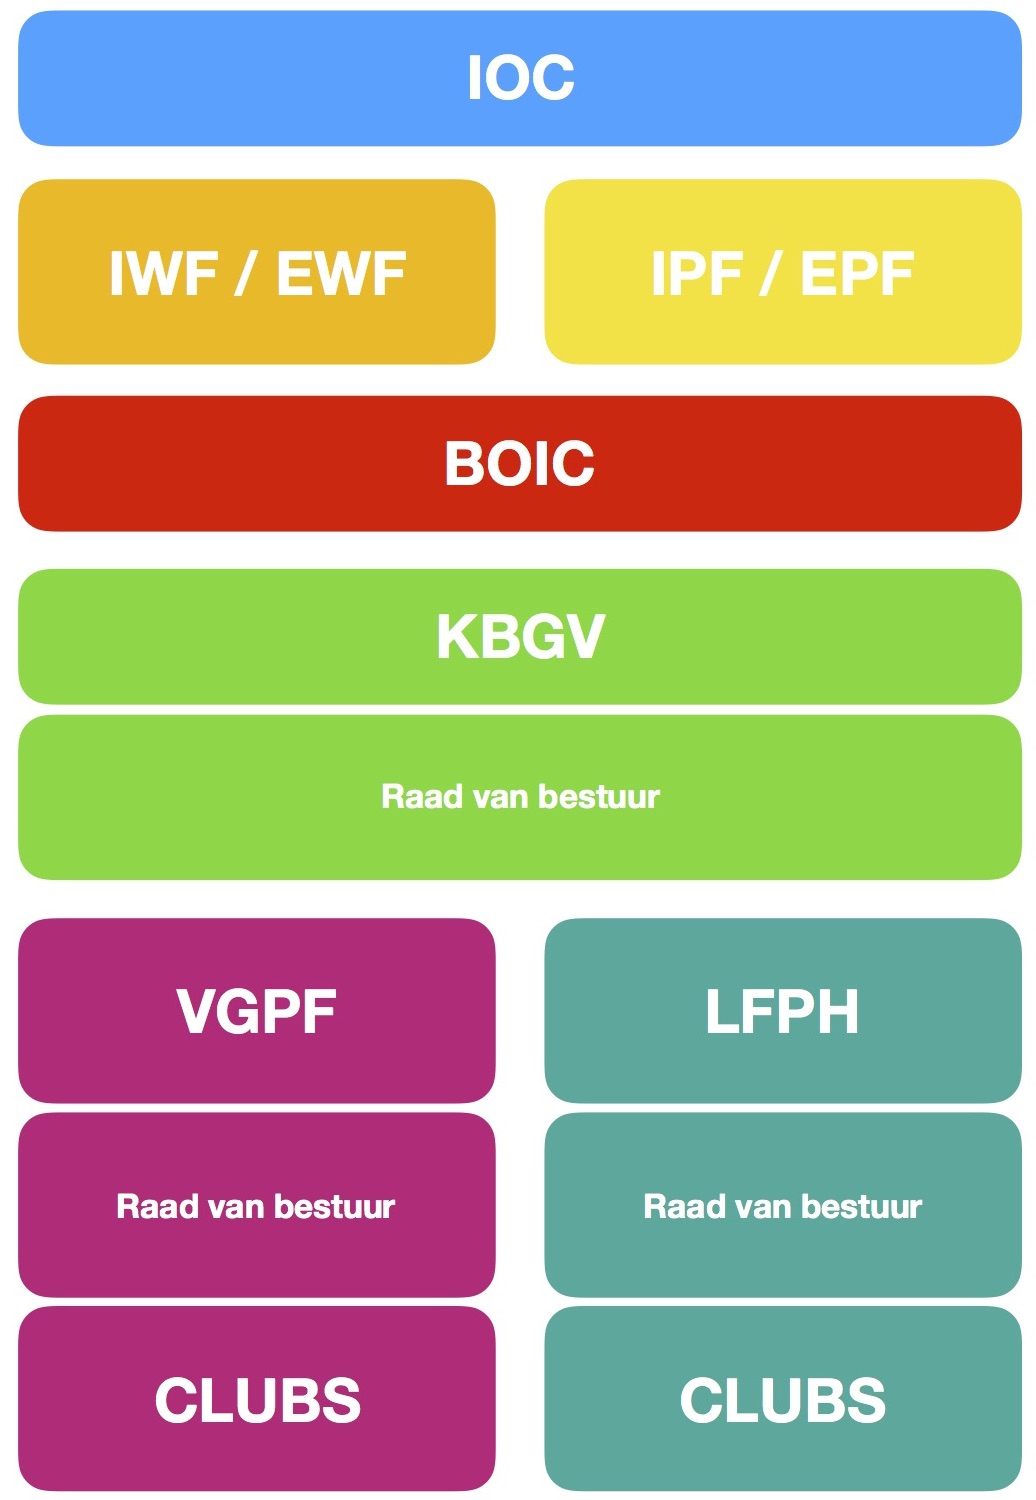 IOC
IWF / EWF
IPF / EPF
BOIC
KBGV
Raad van bestuur
VGPF
LFPH
Raad van bestuur
Raad van bestuur
CLUBS
CLUBS